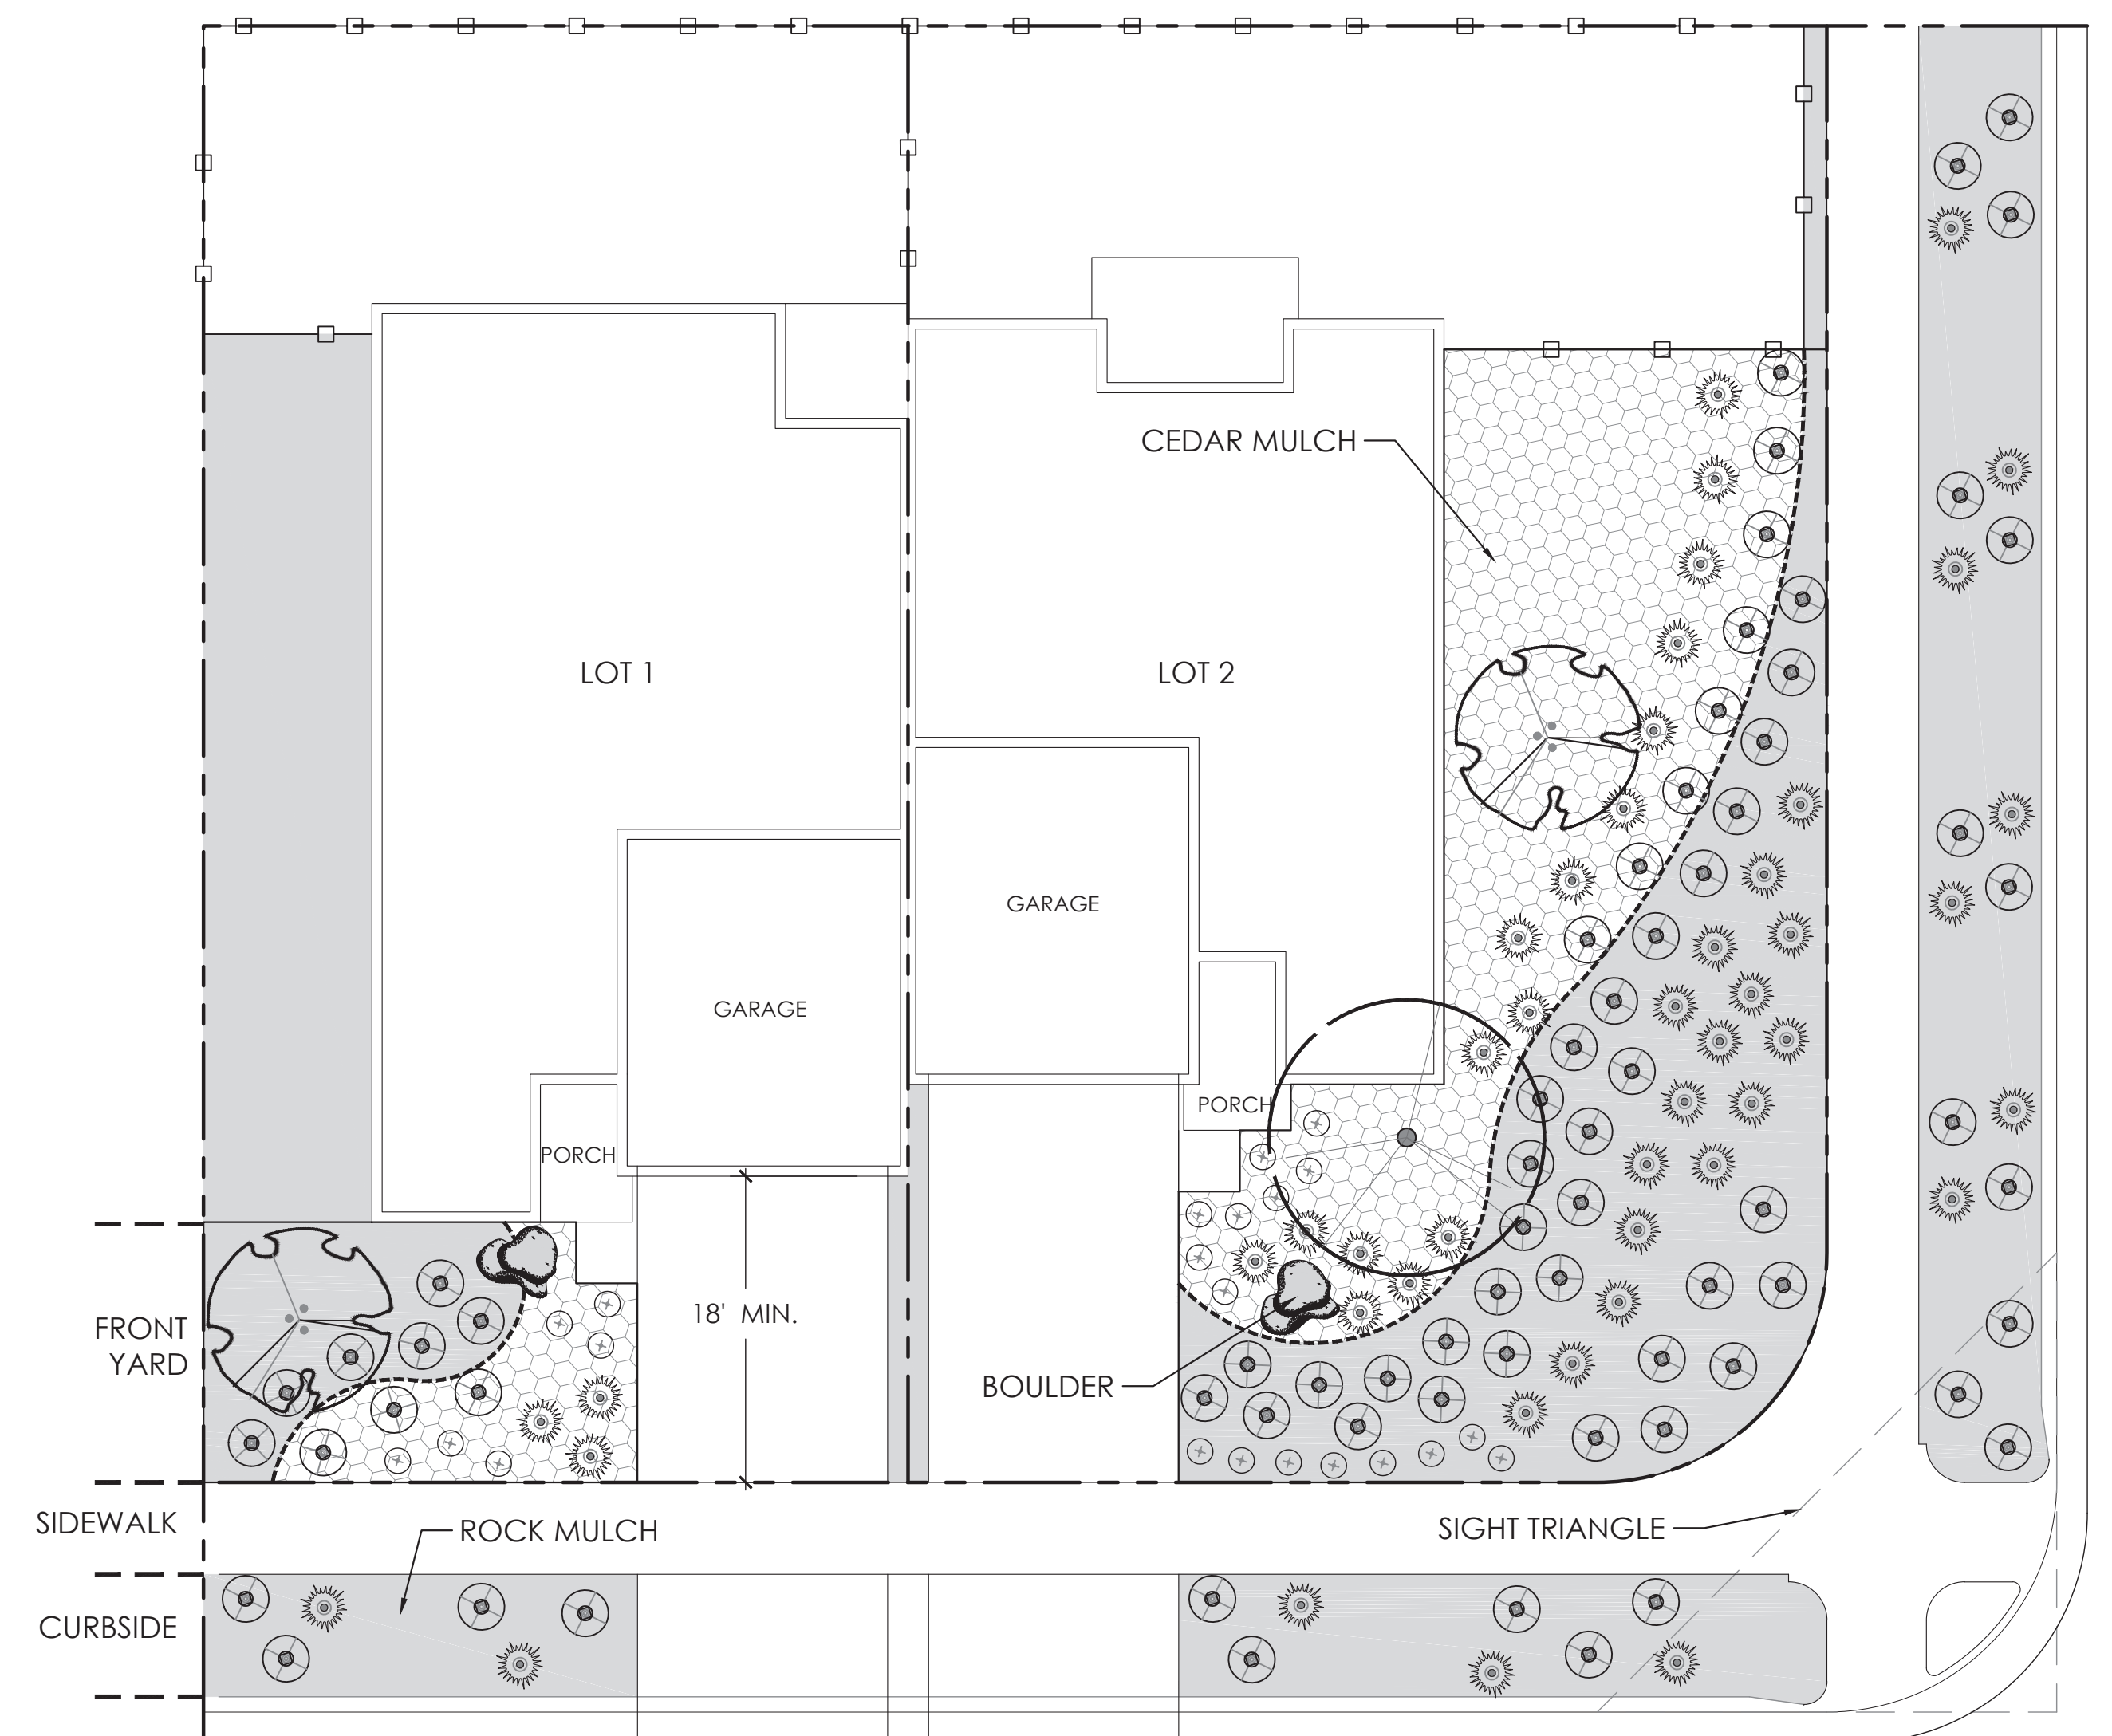 CEDAR MULCH
LOT 1
LOT 2
GARAGE
GARAGE
PORCH
PORCH
18' MIN.
FRONT
YARD
BOULDER
SIDEWALK
ROCK MULCH
SIGHT TRIANGLE
CURBSIDE